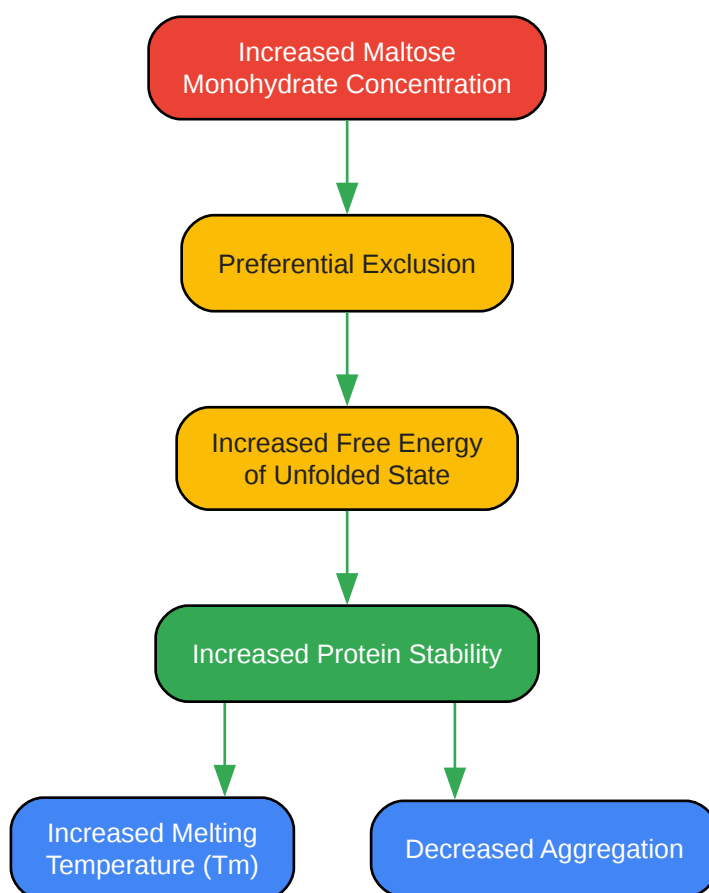 Increased Maltose
Monohydrate Concentration
Preferential Exclusion
Increased Free Energy
of Unfolded State
Increased Protein Stability
Increased Melting
Temperature (Tm)
Decreased Aggregation